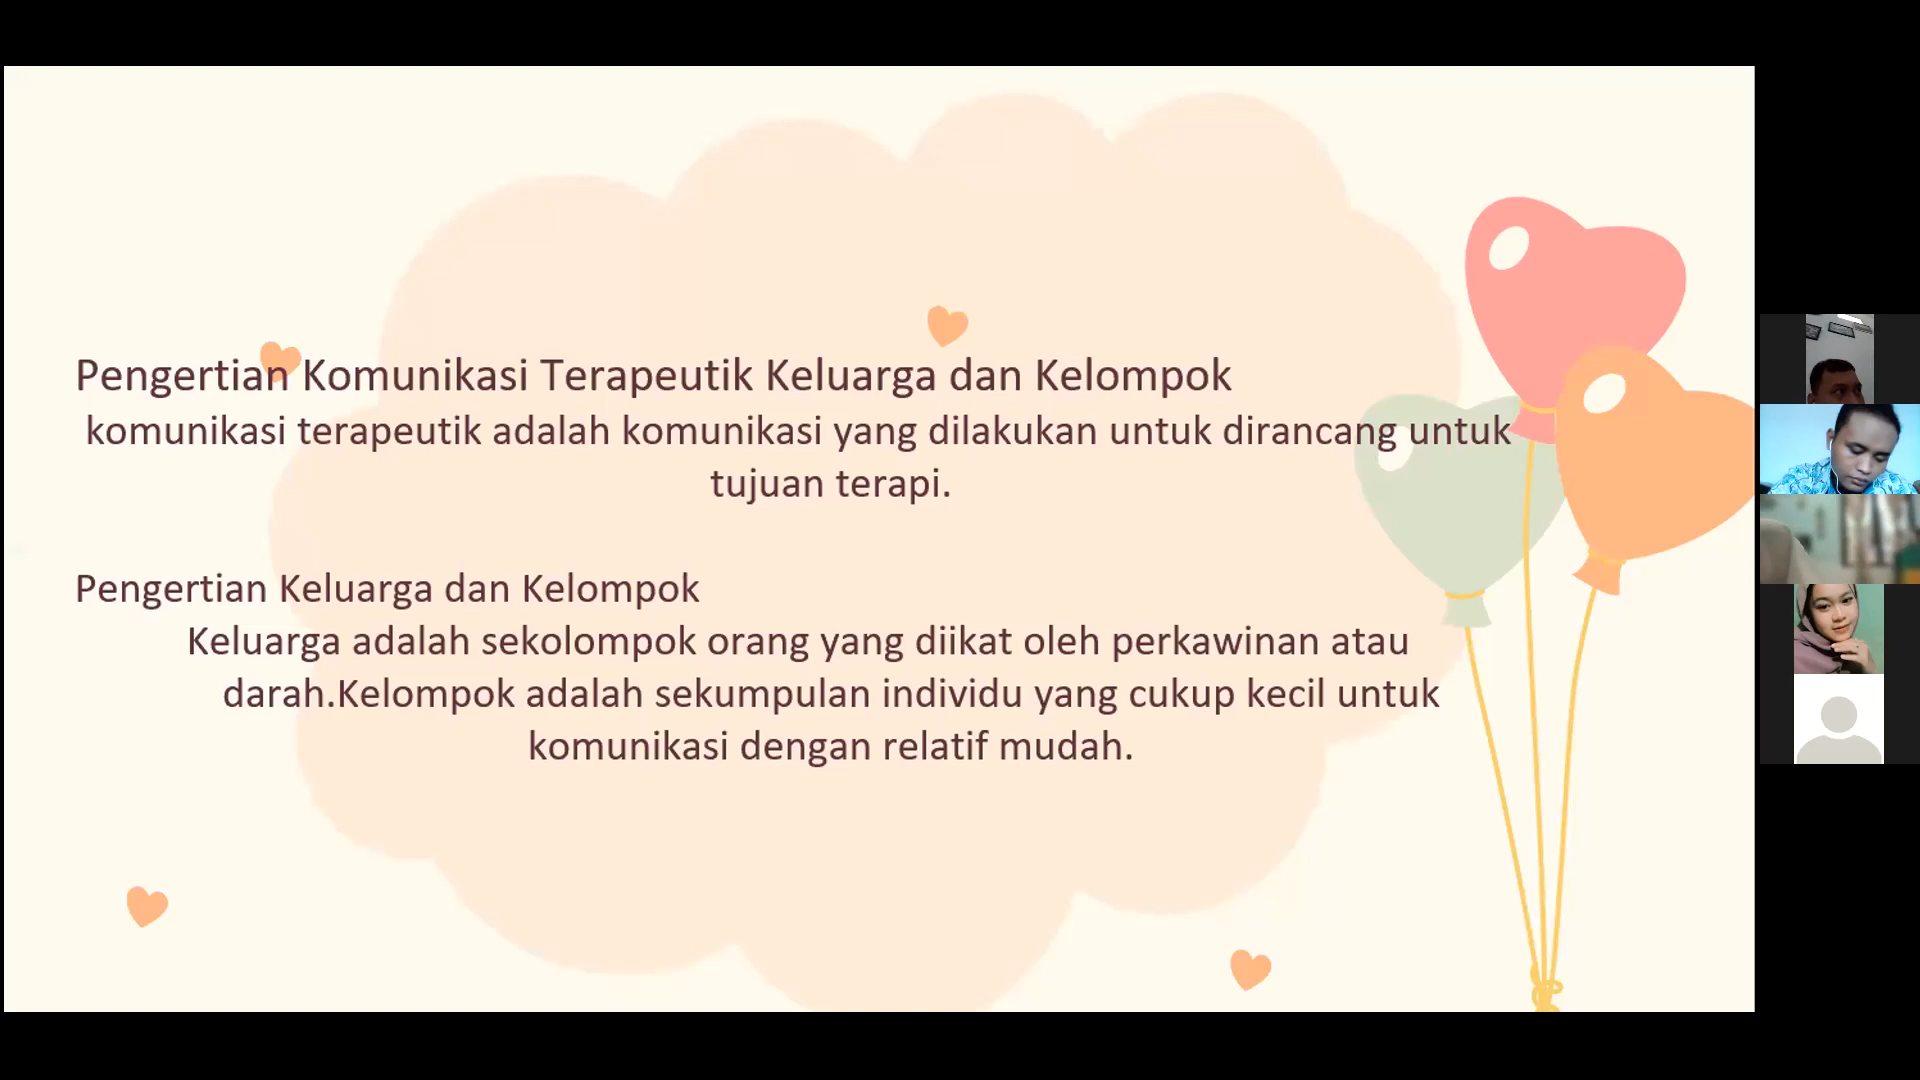 Pengertian Komunikasi Terapeutik Keluarga dan Kelompok
komunikasi terapeutik adalah komunikasi yang dilakukan untuk dirancang untuk
tujuan terapi.
Pengertian Keluarga dan Kelompok
Keluarga adalah sekolompok orang yang diikat oleh perkawinan atau
darah.Kelompok adalah sekumpulan individu yang cukup kecil untuk
komunikasi dengan relatif mudah.